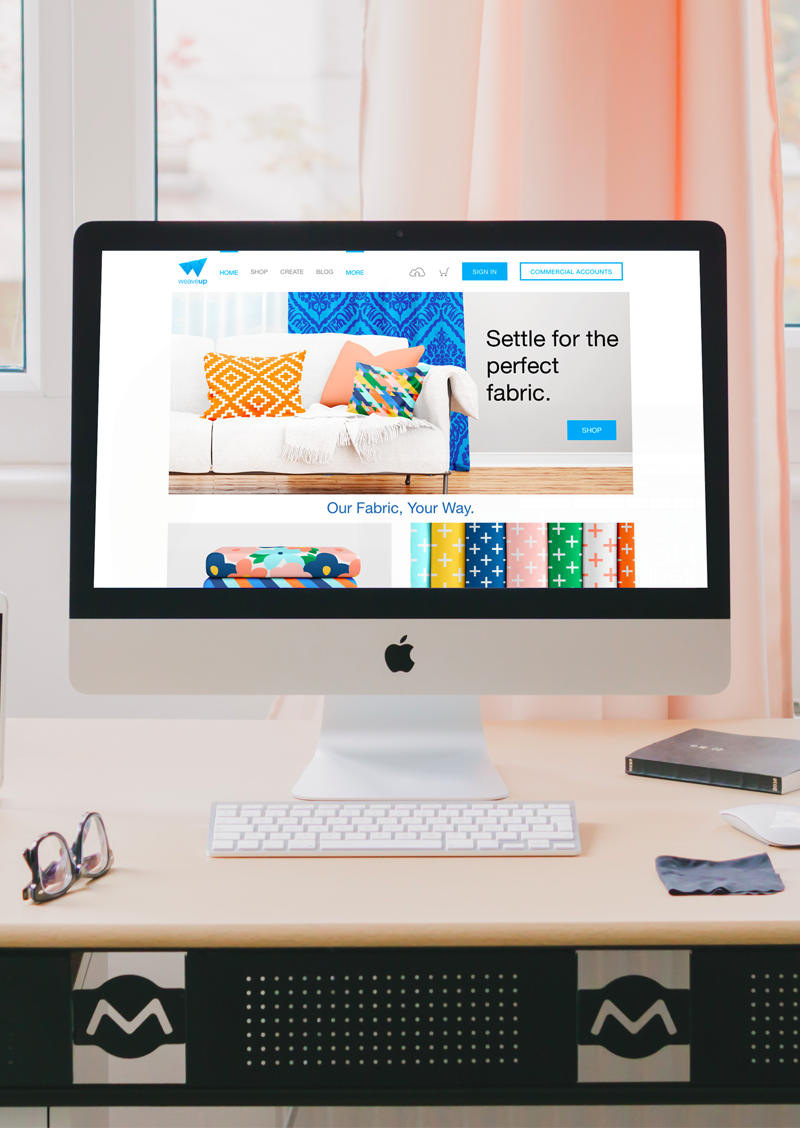 weaveup
HOME SHOP CREATE BLOG MORE
SIGN IN
COMMERCIAL ACCOUNTS
Settle for the
perfect
fabric.
SHOP
Our Fabric, Your Way.